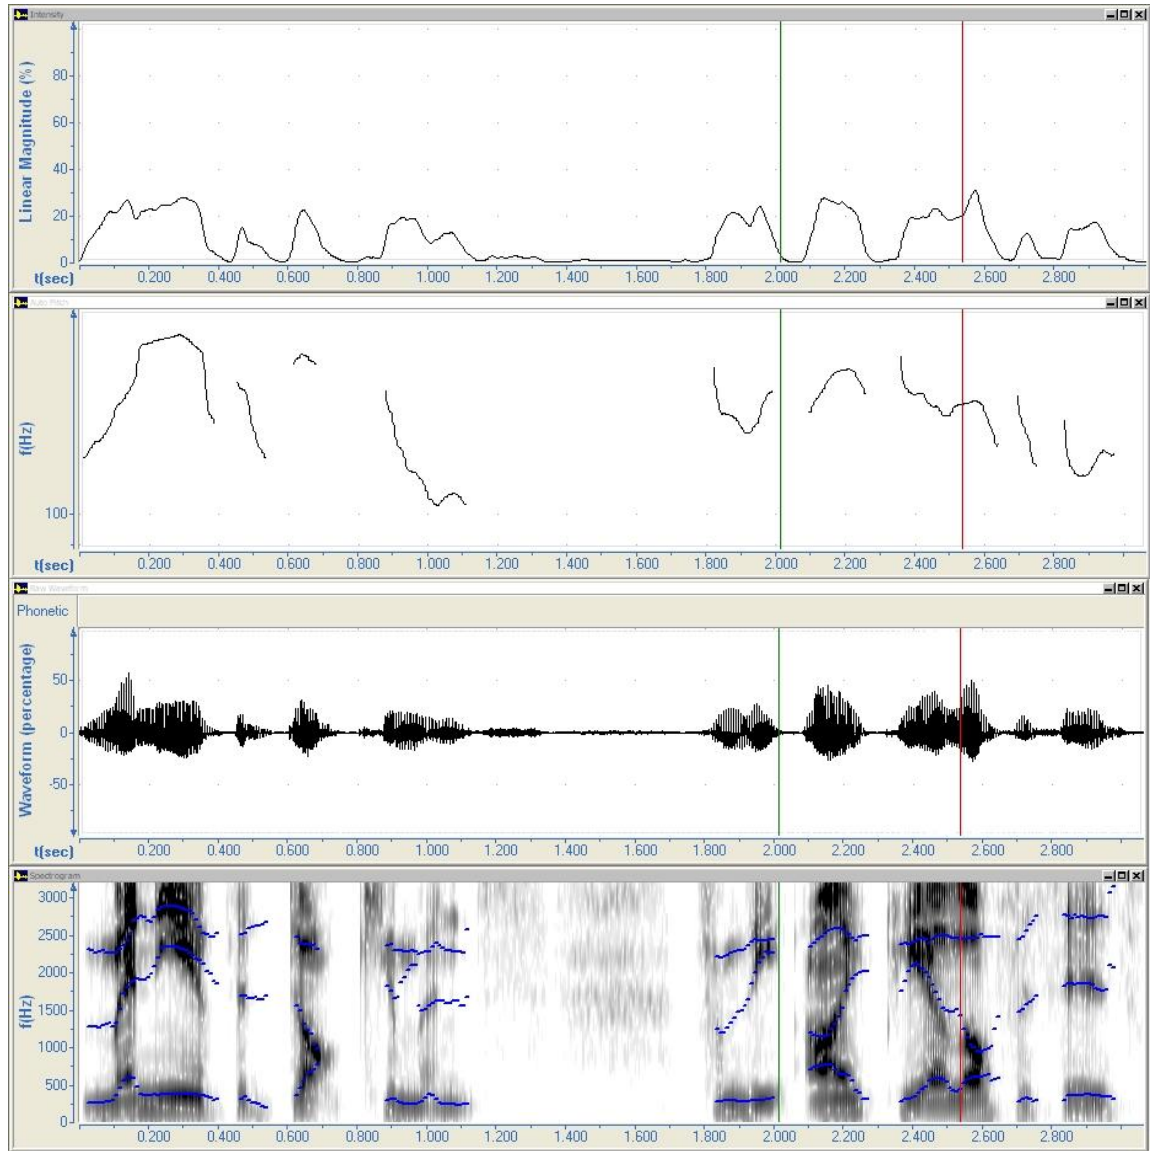 Intensity
Linear Magnitude (%)
80
60
40
20
0
t(sec)
0.200 0.400 0.600 0.800 1.000 1.200 1.400 1.600 1.800 2.000 2.200 2.400 2.600 2.800
Auto Pitch
f(Hz)
100
t(sec)
0.200 0.400 0.600 0.800 1.000 1.200 1.400 1.600 1.800 2.000 2.200 2.400 2.600 2.800
Raw Waveform
Phonetic
Waveform (percentage)
50
0
-50
t(sec)
0.200 0.400 0.600 0.800 1.000 1.200 1.400 1.600 1.800 2.000 2.200 2.400 2.600 2.800
Spectrogram
f(Hz)
3000
2500
2000
1500
1000
500
0
t(sec)
0.200 0.400 0.600 0.800 1.000 1.200 1.400 1.600 1.800 2.000 2.200 2.400 2.600 2.800